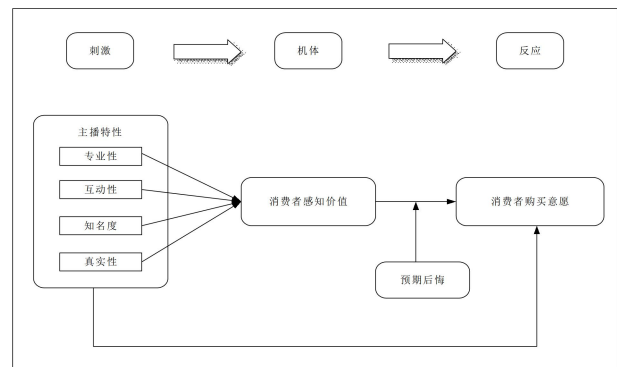 刺激
机体
反应
主播特性
专业性
互动性
知名度
真实性
消费者感知价值
消费者购买意愿
预期后悔